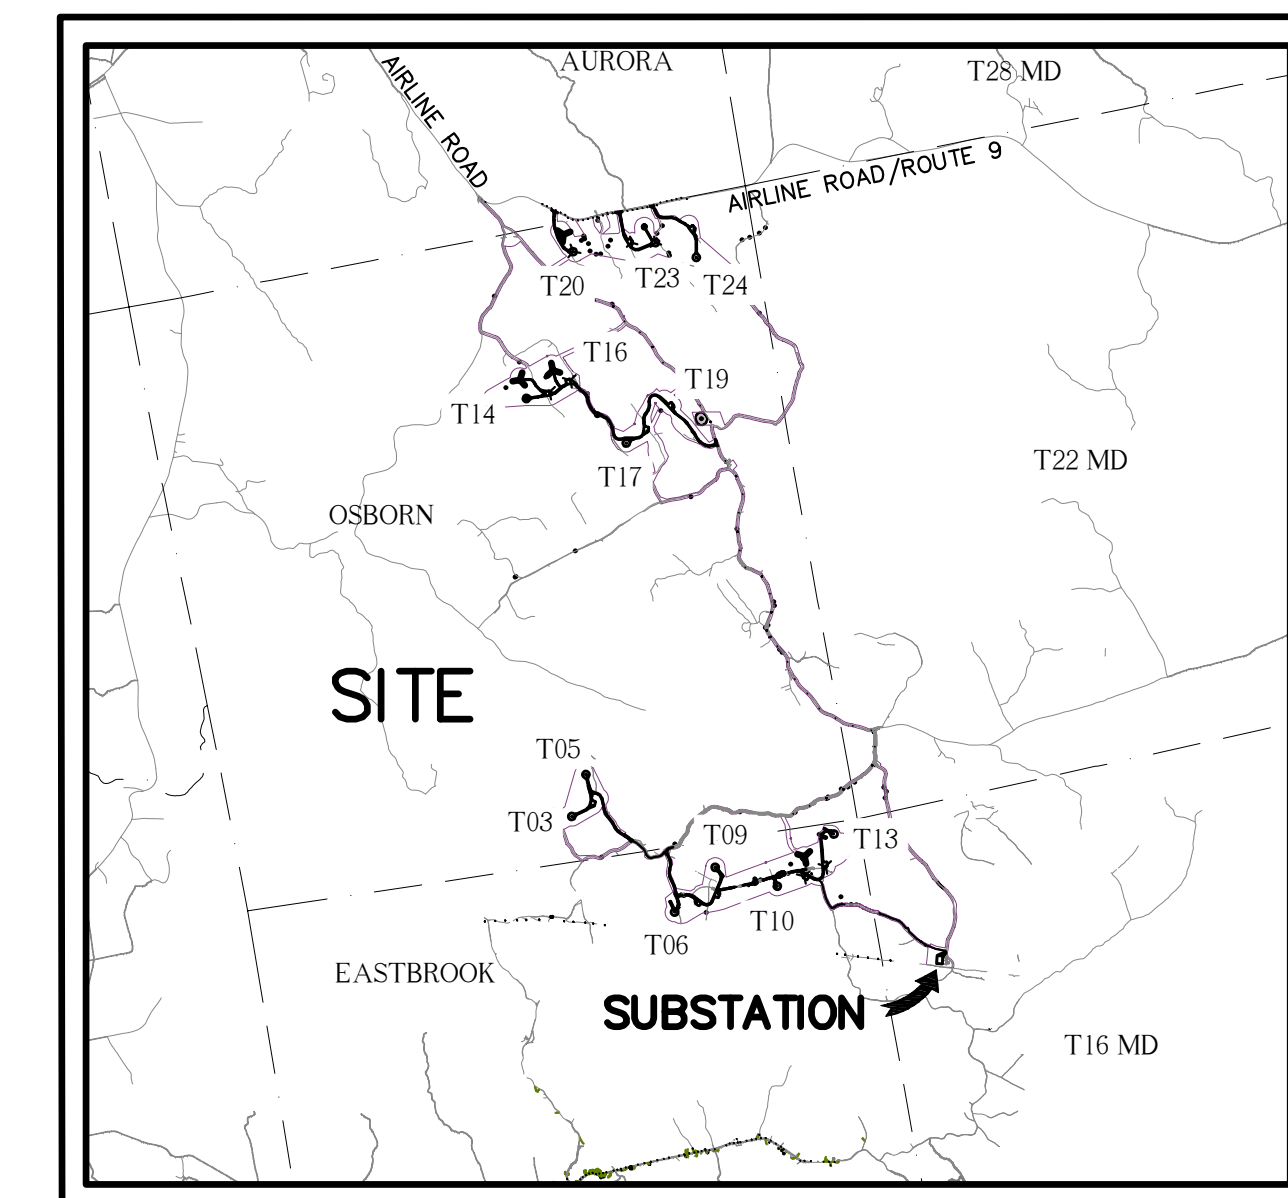 AURORA
T28 MD
AIRLINE ROAD
AIRLINE ROAD/ROUTE 9
T20
T23
T24
T16
T19
T14
T17
T22 MD
OSBORN
SITE
T05
T03
T09
T13
T10
T06
EASTBROOK
SUBSTATION
T16 MD